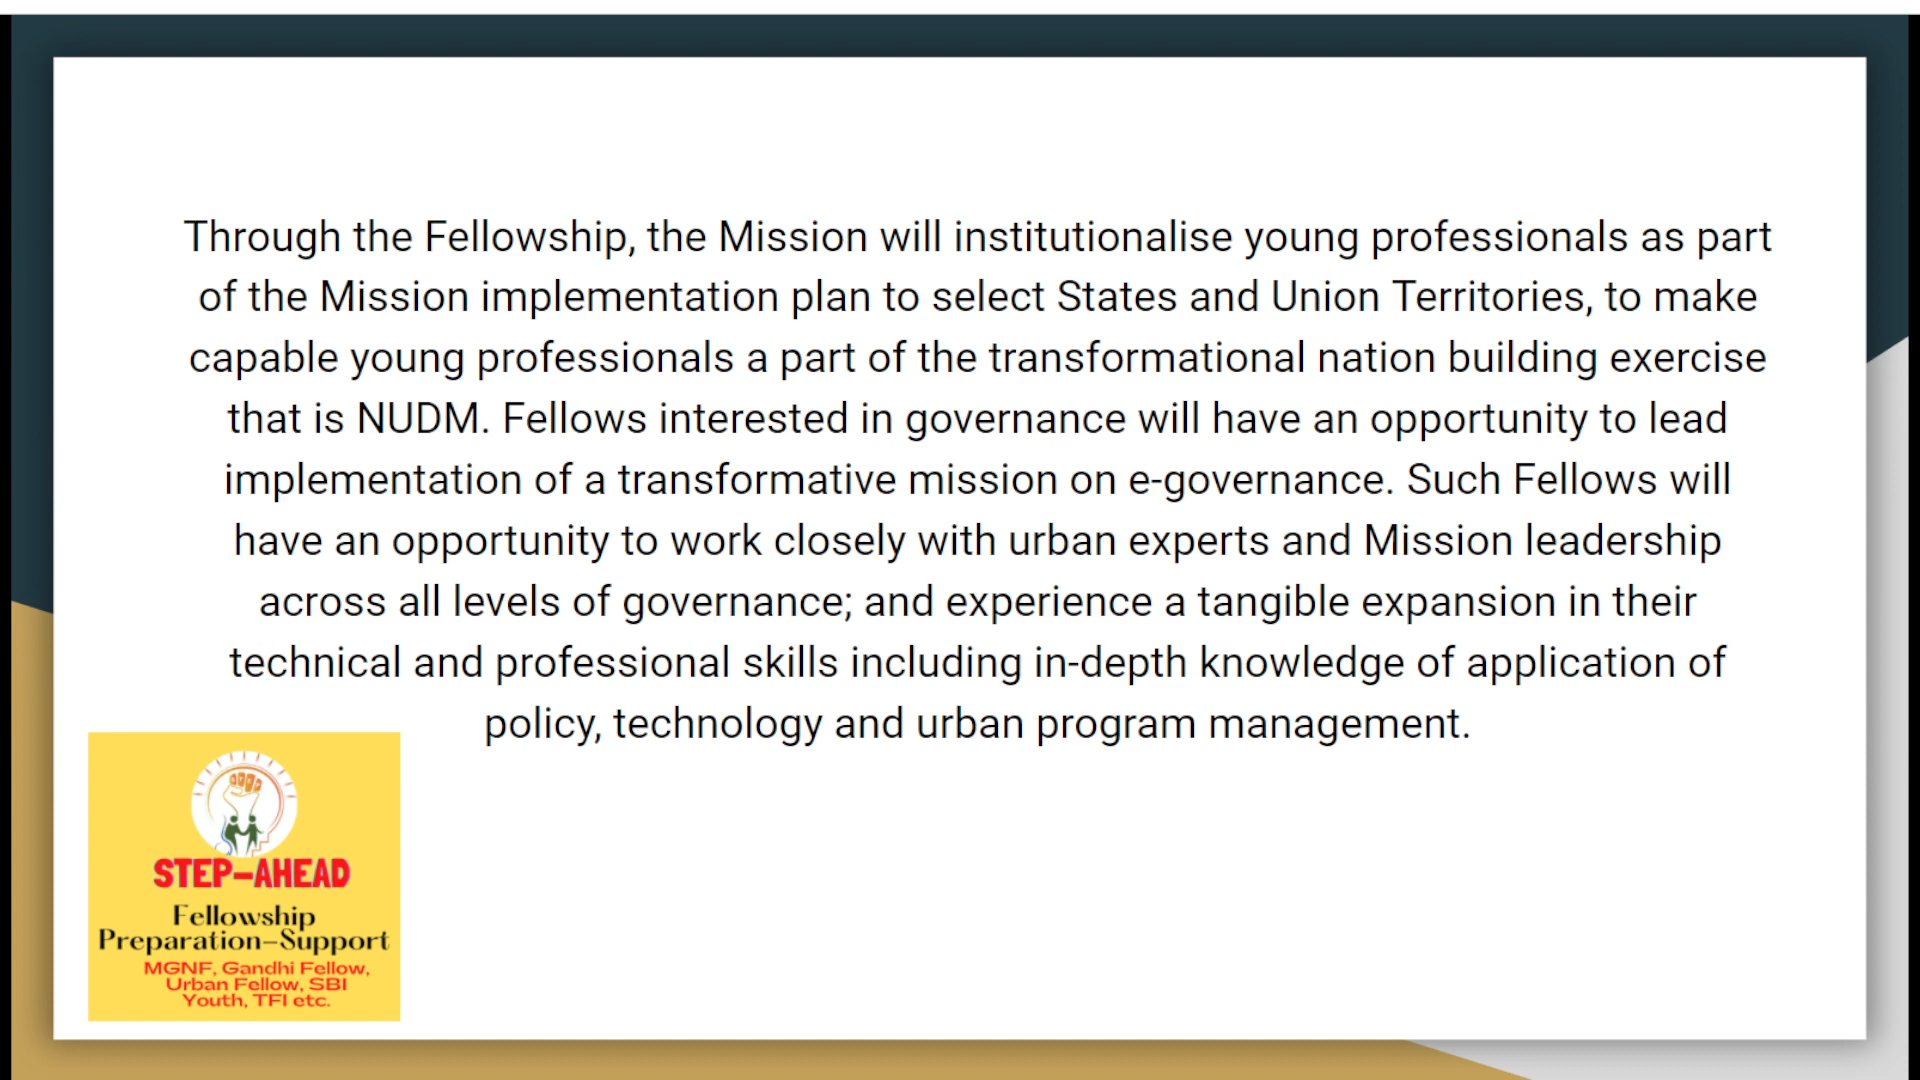 Through the Fellowship, the Mission will institutionalise young professionals as part
of the Mission implementation plan to select States and Union Territories, to make
capable young professionals a part of the transformational nation building exercise
that is NUDM. Fellows interested in governance will have an opportunity to lead
implementation of a transformative mission on e-governance. Such Fellows will
have an opportunity to work closely with urban experts and Mission leadership
across all levels of governance; and experience a tangible expansion in their
technical and professional skills including in-depth knowledge of application of
policy, technology and urban program management.
STEP-AHEAD
Fellowship
Preparation-Support
MGNF, Gandhi Fellow,
Urban Fellow, SBI
Youth, TFI etc.